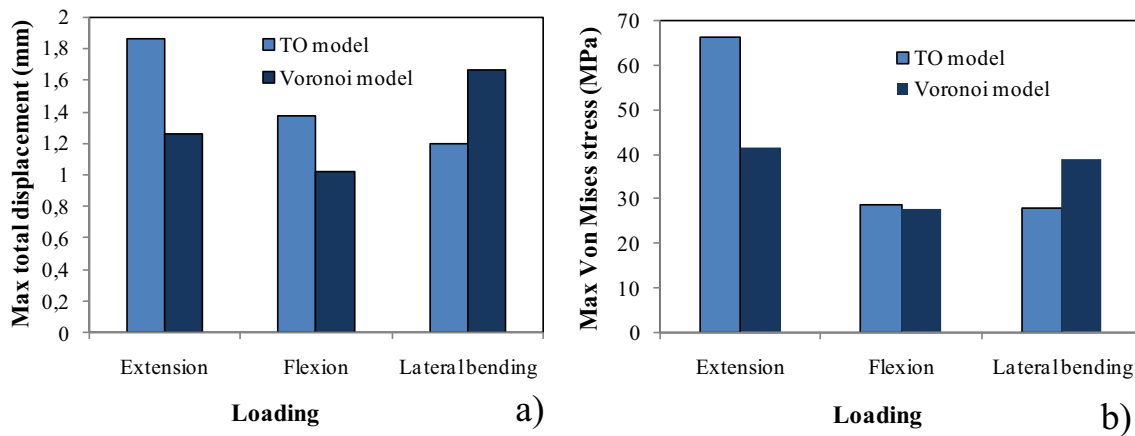 Max total displacement (mm)
2
1,8
1,6
1,4
1,2
1
0,8
0,6
0,4
0,2
0
TO model
Voronoi model
Extension
Flexion
Lateral bending
Loading
a)
Max Von Mises stress (MPa)
70
60
50
40
30
20
10
0
TO model
Voronoi model
Extension
Flexion
Lateral bending
Loading
b)